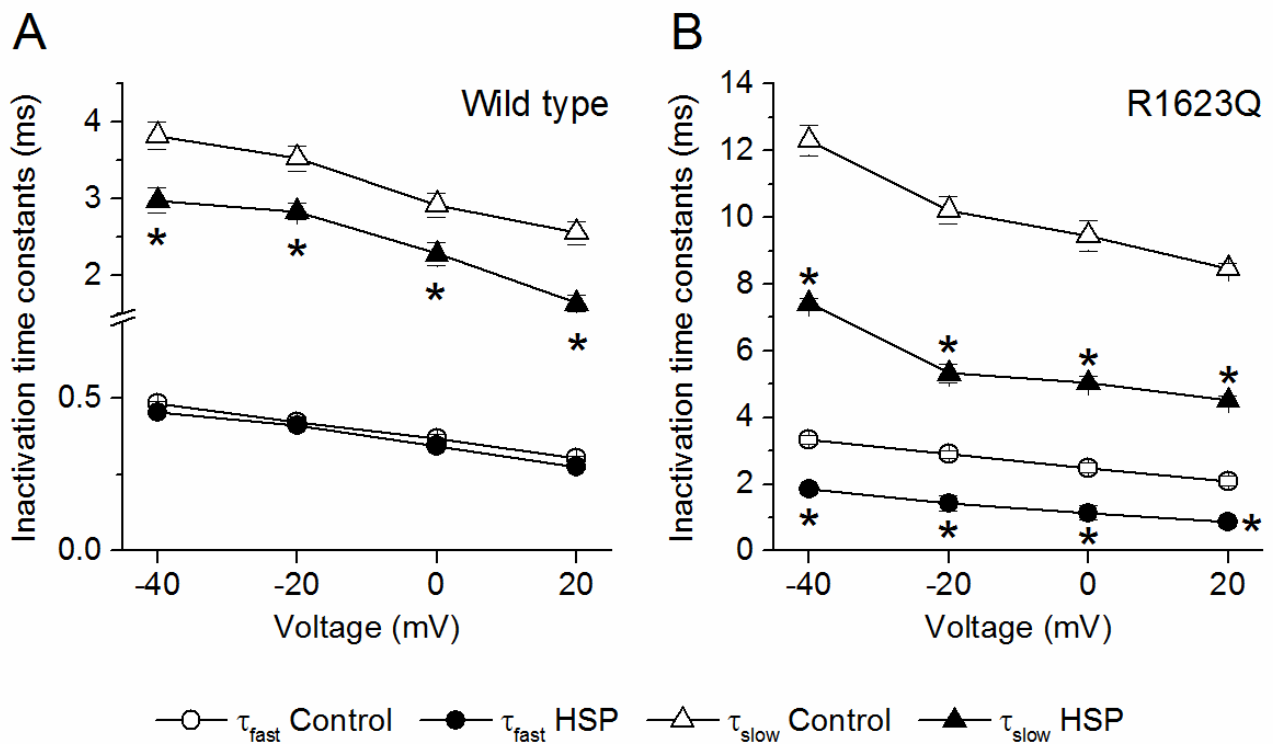 A
Wild type
Inactivation time constants (ms)
4
3
2
0.5
0.0
* * * *
-40 -20 0 20
Voltage (mV)
B
R1623Q
Inactivation time constants (ms)
14
12
10
8
6
4
2
0
* * * *
* * * *
-40 -20 0 20
Voltage (mV)
τfast Control τfast HSP τslow Control τslow HSP